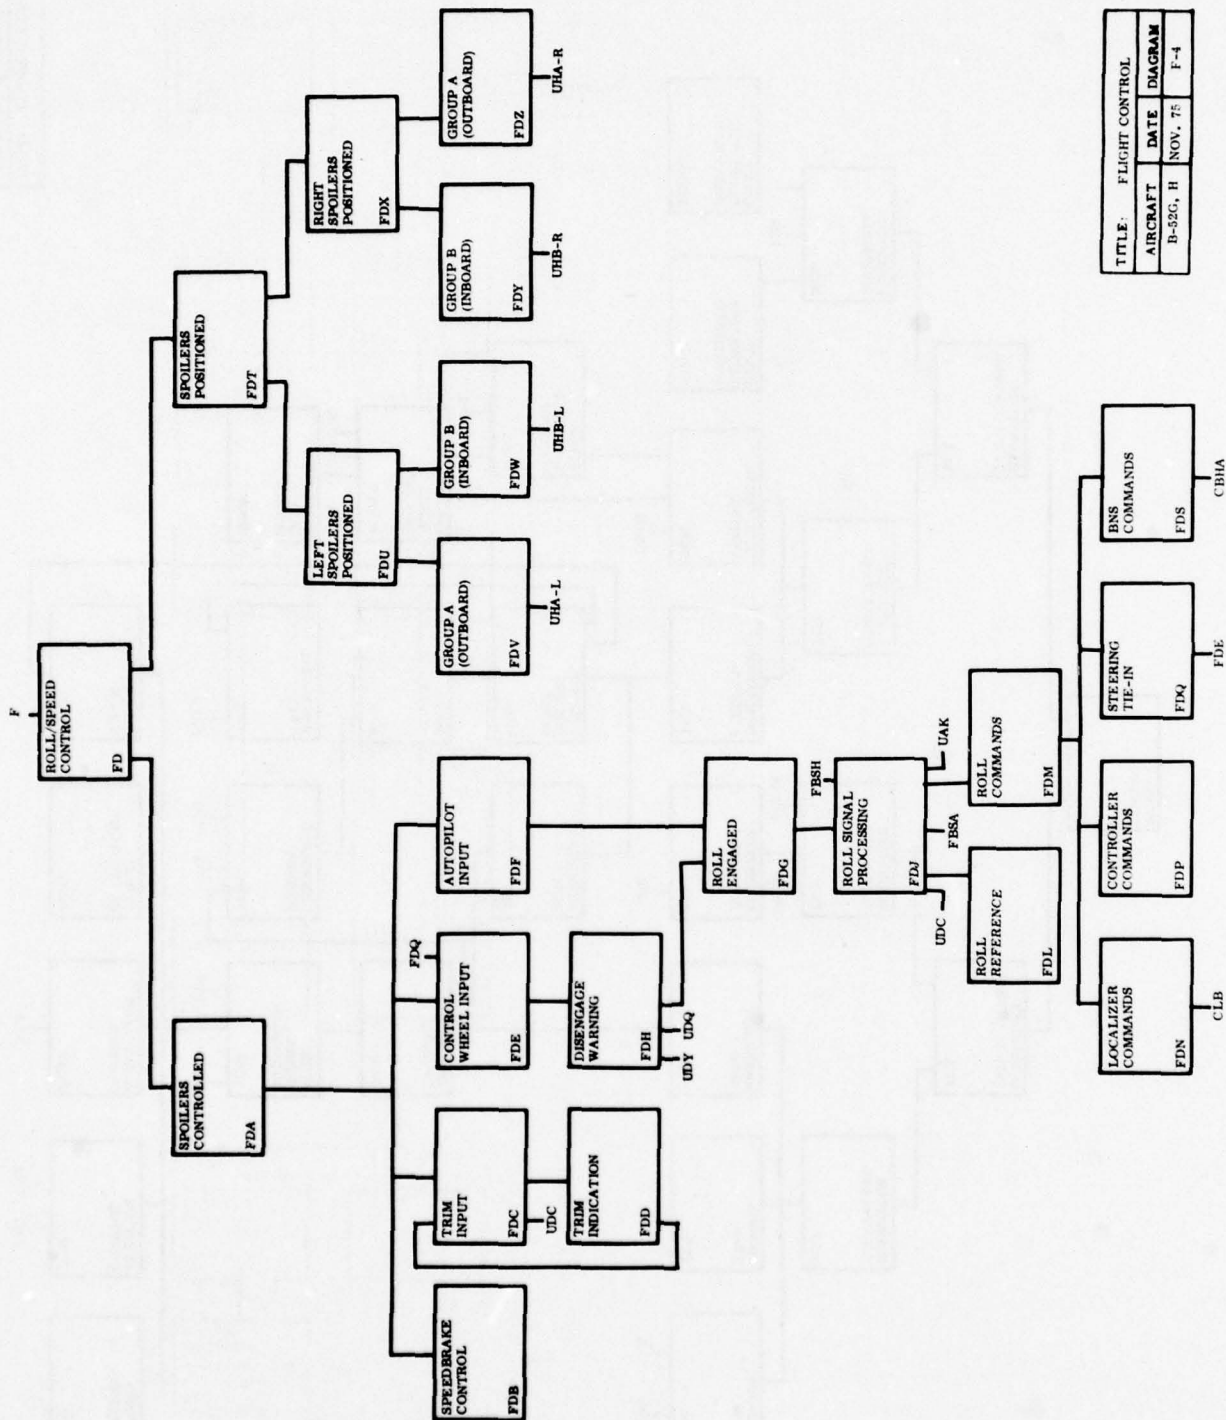 F
ROLL/SPEED
CONTROL
FD
SPOILERS
CONTROLLED
FDA
SPOILERS
POSITIONED
FDT
LEFT
SPOILERS
POSITIONED
FDU
RIGHT
SPOILERS
POSITIONED
FDX
SPEEDBRAKE
CONTROL
FDB
TRIM
INPUT
FDC
UDC
FDQ
CONTROL
WHEEL INPUT
FDE
AUTOPILOT
INPUT
FDF
GROUP A
(OUTBOARD)
FDV
UHA-L
GROUP B
(INBOARD)
FDW
UHB-L
GROUP B
(INBOARD)
FDY
UHB-R
GROUP A
(OUTBOARD)
FDZ
UHA-R
TRIM
INDICATION
FDD
DISENGAGE
WARNING
FDH
UDY
UDQ
ROLL
ENGAGED
FDG
FBSH
ROLL SIGNAL
PROCESSING
FDJ
UDC
FBSA
UAK
ROLL
REFERENCE
FDL
ROLL
COMMANDS
FDM
LOCALIZER
COMMANDS
FDN
CLB
CONTROLLER
COMMANDS
FDP
STEERING
TIE-IN
FDQ
FDE
BNS
COMMANDS
FDS
CBHA
TITLE: FLIGHT CONTROL
AIRCRAFT DATE DIAGRAM
B-52G, H NOV. 75 F-4